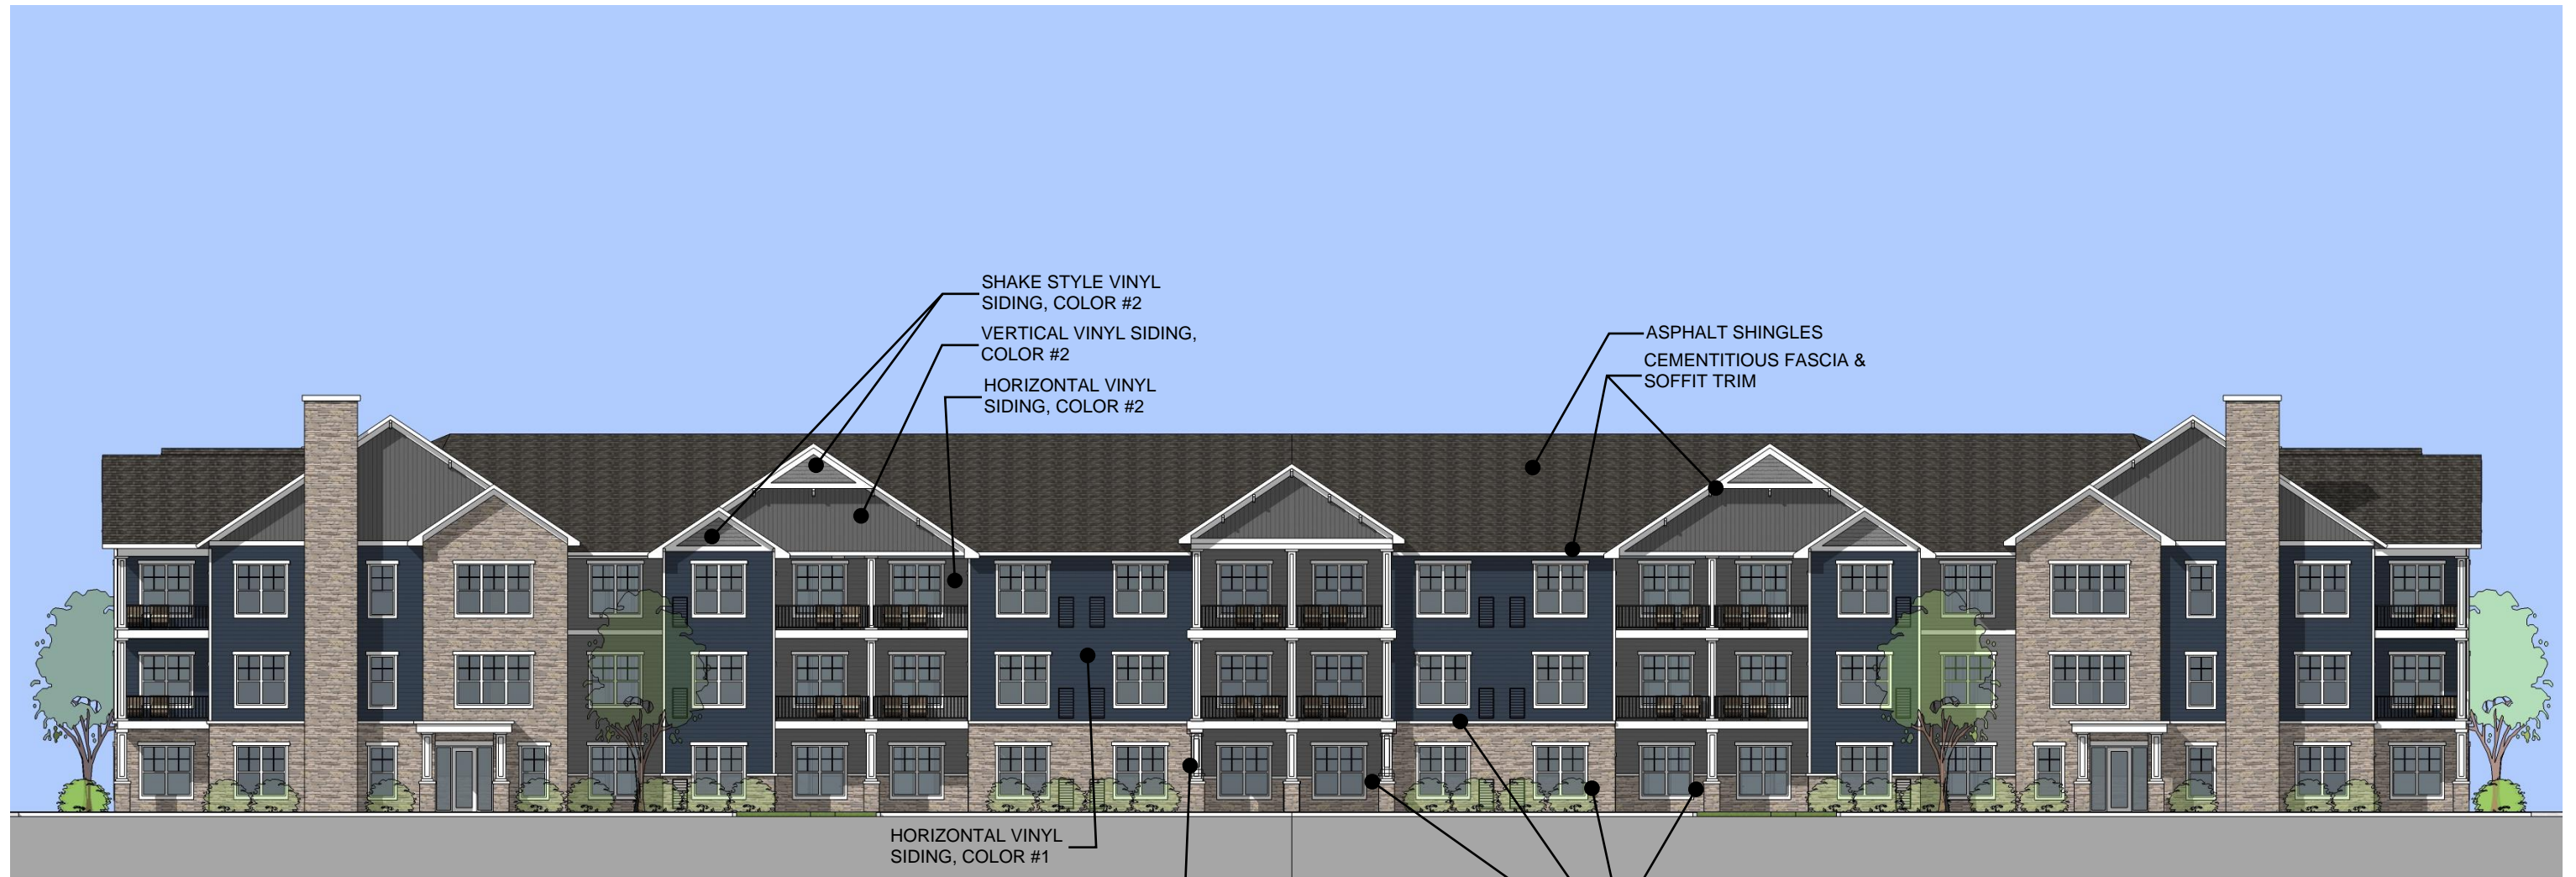 SHAKE STYLE VINYL
SIDING, COLOR #2
VERTICAL VINYL SIDING,
COLOR #2
HORIZONTAL VINYL
SIDING, COLOR #2
ASPHALT SHINGLES
CEMENTITIOUS FASCIA &
SOFFIT TRIM
HORIZONTAL VINYL
SIDING, COLOR #1